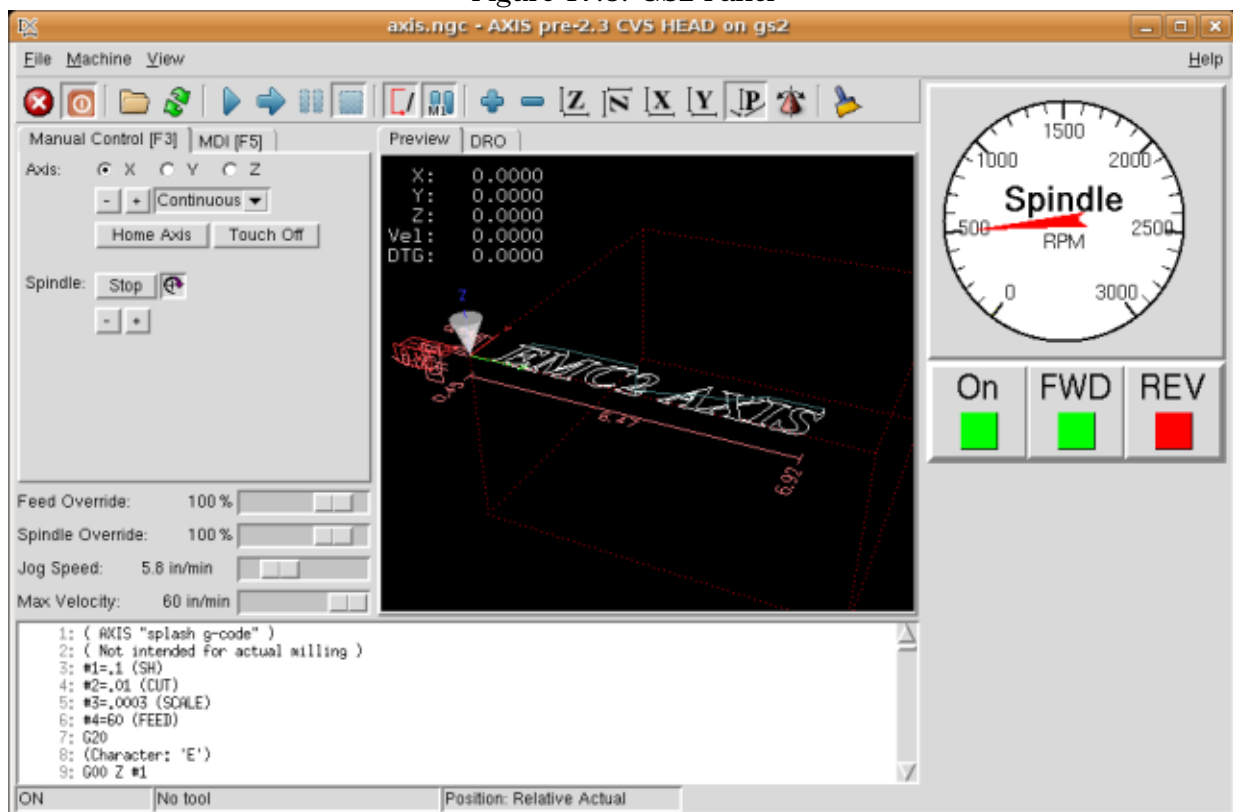 axis.ngc - AXIS pre-2.3 CVS HEAD on gs2
File Machine View Help
Z N X Y P
Manual Control [F3] MDI [F5]
Preview DRO
Axis: X Y Z
- + Continuous
Home Axis Touch Off
Spindle: Stop
- +
Feed Override: 100 %
Spindle Override: 100 %
Jog Speed: 5.8 in/min
Max Velocity: 60 in/min
X: 0.0000
Y: 0.0000
Z: 0.0000
Vel: 0.0000
DTG: 0.0000
Z
EMC2 AXIS
6.47
6.92
0 500 1000 1500 2000 2500 3000
Spindle
RPM
On FWD REV
1: ( AXIS "splash g-code" )
2: ( Not intended for actual milling )
3: #1=.1 (SH)
4: #2=.01 (CUT)
5: #3=.0003 (SCALE)
6: #4=60 (FEED)
7: G20
8: (Character: 'E')
9: G00 Z #1
ON No tool Position: Relative Actual